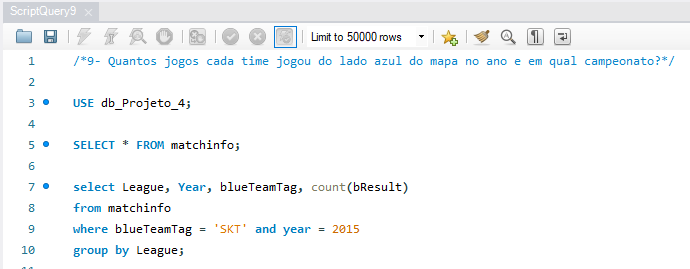 ScriptQuery9
Limit to 50000 rows
1 /*9- Quantos jogos cada time jogou do lado azul do mapa no ano e em qual campeonato?*/
2
3 USE db_Projeto_4;
4
5 SELECT * FROM matchinfo;
6
7 select League, Year, blueTeamTag, count(bResult)
8 from matchinfo
9 where blueTeamTag = 'SKT' and year = 2015
10 group by League;